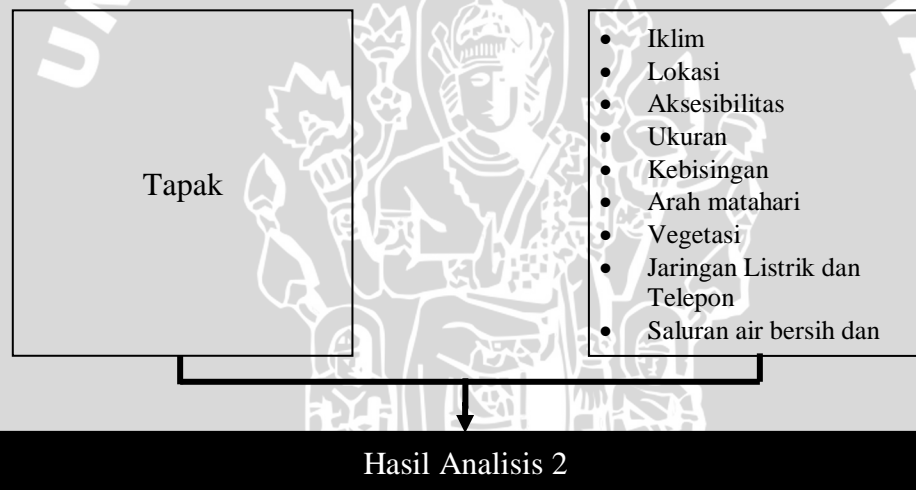 Tapak
• Iklim
• Lokasi
• Aksesibilitas
• Ukuran
• Kebisingan
• Arah matahari
• Vegetasi
• Jaringan Listrik dan
Telepon
• Saluran air bersih dan
Hasil Analisis 2